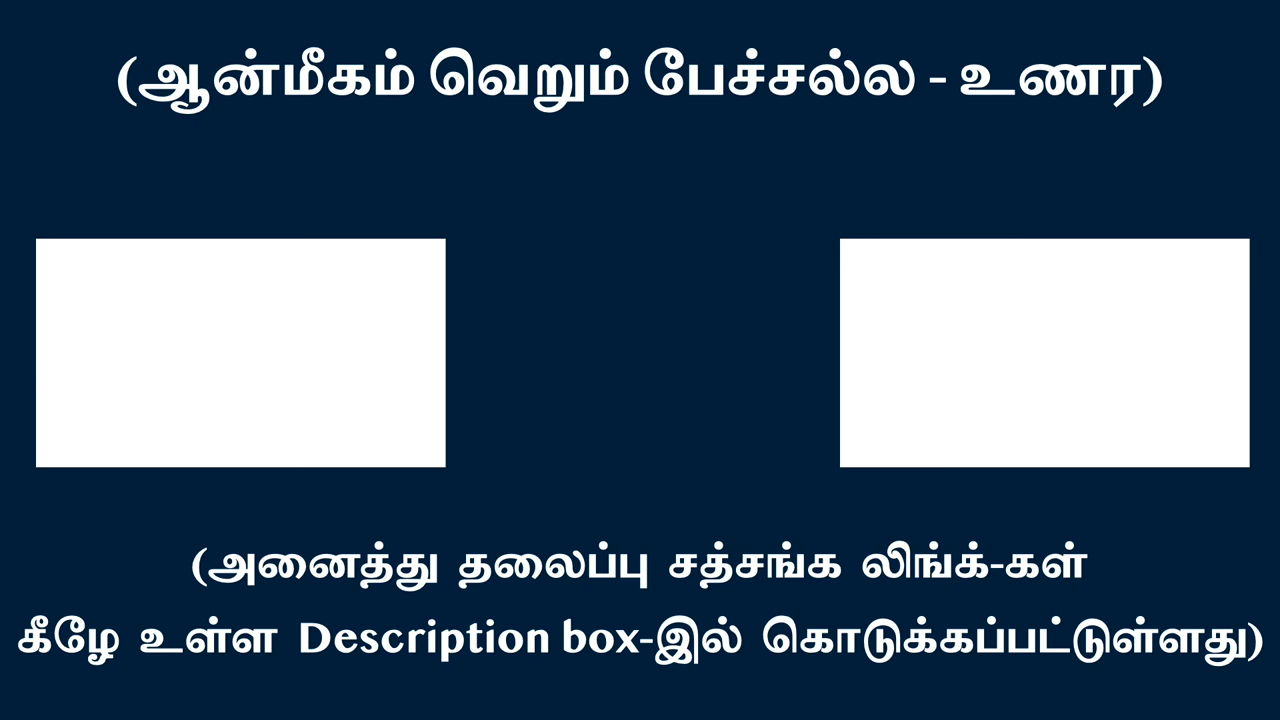 (ஆன்மீகம் வெறும் பேச்சல்ல - உணர)
(அனைத்து தலைப்பு சத்சங்க லிங்க்-கள்
கீழே உள்ள Description box-இல் கொடுக்கப்பட்டுள்ளது)